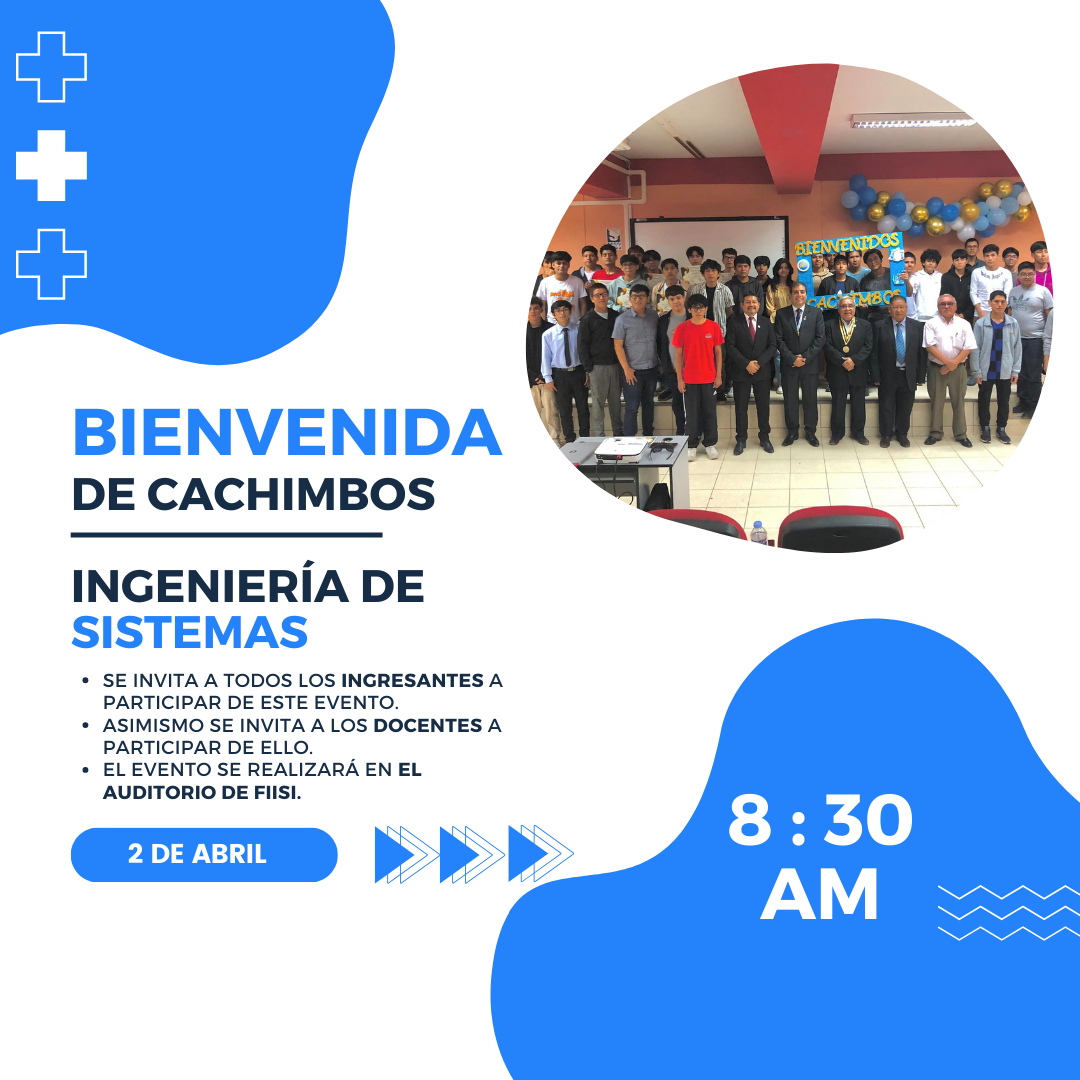 BIENVENIDOS
CACHIMBOS
BIENVENIDA
DE CACHIMBOS
INGENIERÍA DE
SISTEMAS
• SE INVITA A TODOS LOS INGRESANTES A
PARTICIPAR DE ESTE EVENTO.
• ASIMISMO SE INVITA A LOS DOCENTES A
PARTICIPAR DE ELLO.
• EL EVENTO SE REALIZARÁ EN EL
AUDITORIO DE FIISI.
2 DE ABRIL
8 : 30
AM